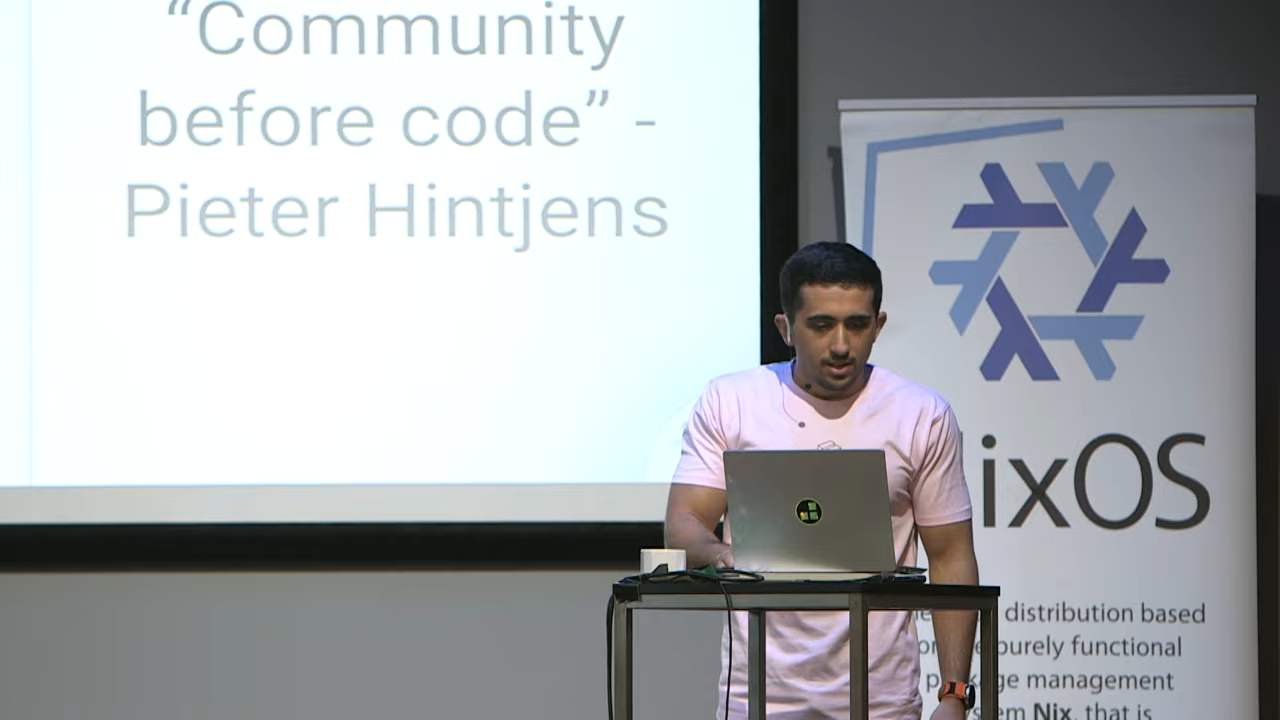 “Community
before code” -
Pieter Hintjens
ixOS
distribution based
purely functional
management
Nix, that is